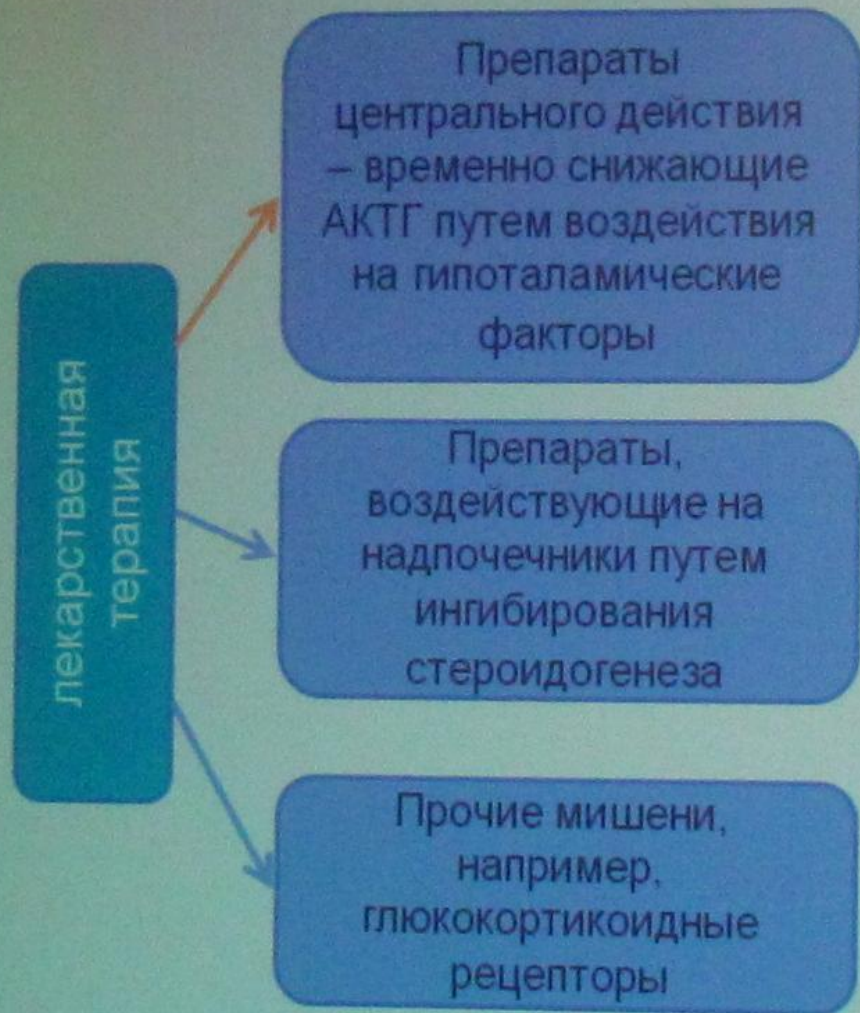 лекарственная
терапия
Препараты
центрального действия
– временно снижающие
АКТГ путем воздействия
на гипоталамические
факторы
Препараты,
воздействующие на
надпочечники путем
ингибирования
стероидогенеза
Прочие мишени,
например,
глюкокортикоидные
рецепторы